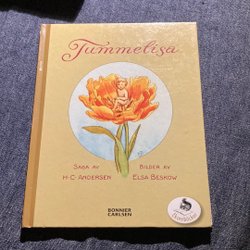 Tummelisa
SAGA AV
H·C·ANDERSEN
BILDER AV
ELSA BESKOW
BONNIER
CARLSEN